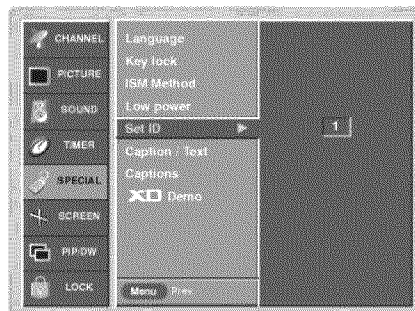 CHANNEL
PICTURE
SOUND
TIMER
SPECIAL
SCREEN
PIP/DW
LOCK
Language
Key lock
ISM Method
Low power
Set ID
Caption / Text
Captions
XD Demo
Menu Prev.
1